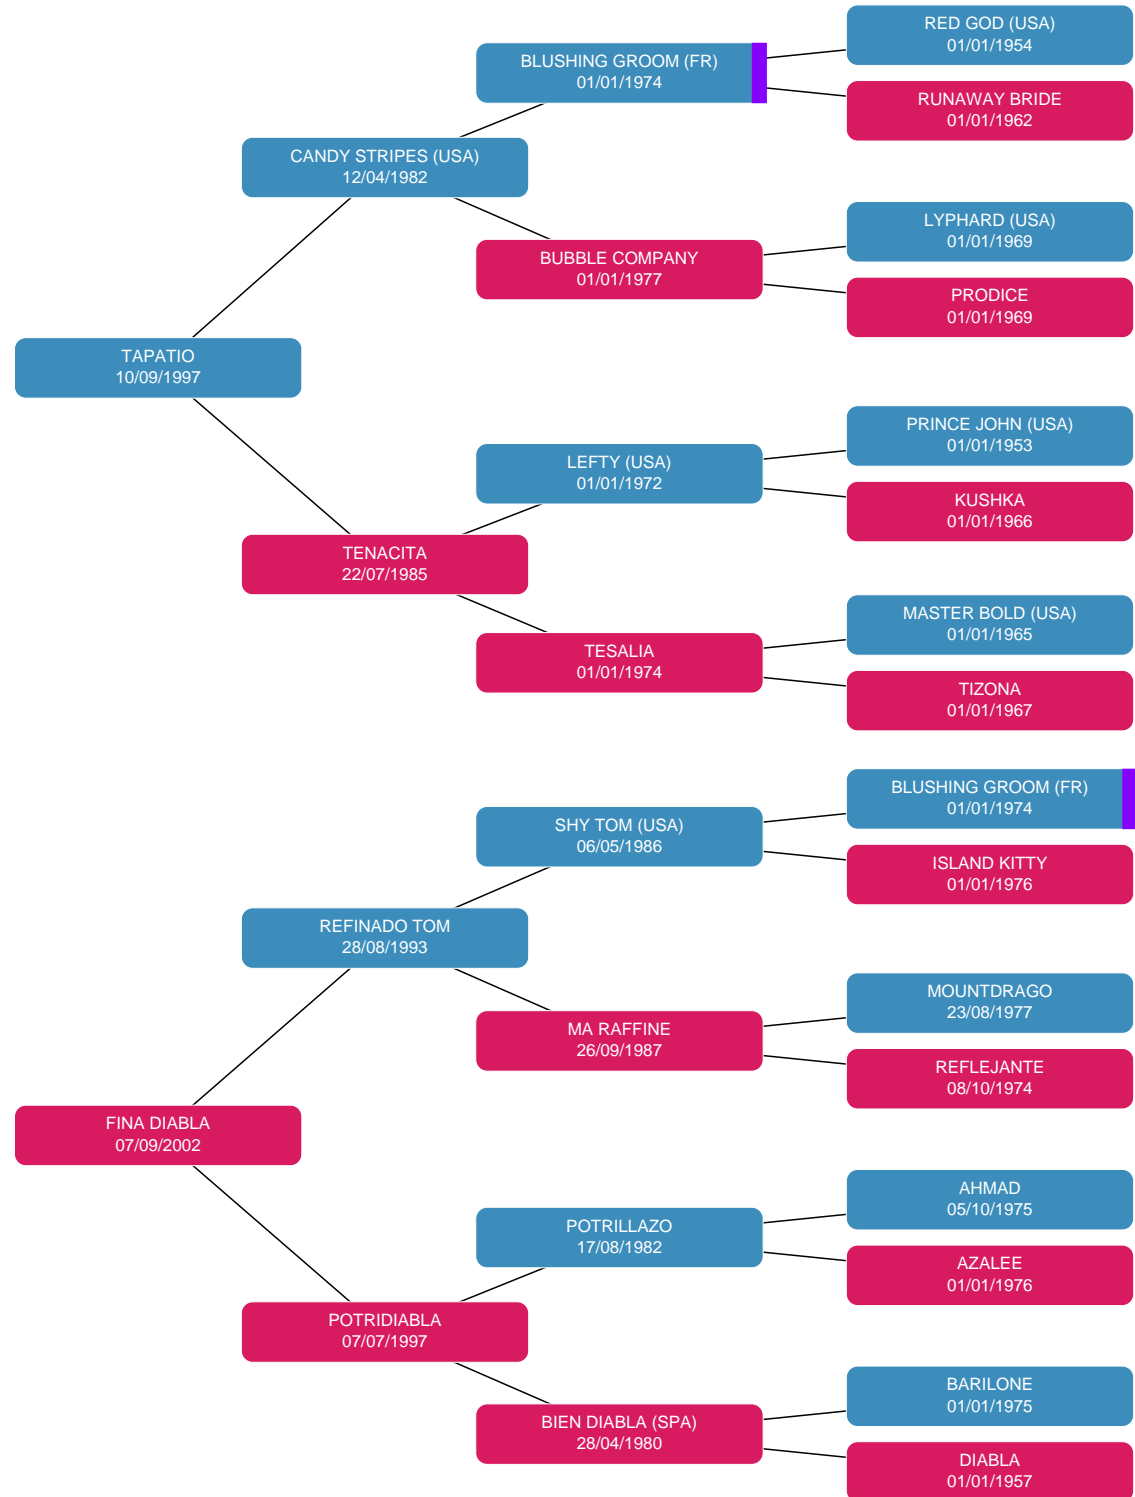 RED GOD (USA)
01/01/1954
BLUSHING GROOM (FR)
01/01/1974
RUNAWAY BRIDE
01/01/1962
CANDY STRIPES (USA)
12/04/1982
LYPHARD (USA)
01/01/1969
BUBBLE COMPANY
01/01/1977
PRODICE
01/01/1969
TAPATIO
10/09/1997
PRINCE JOHN (USA)
01/01/1953
LEFTY (USA)
01/01/1972
KUSHKA
01/01/1966
TENACITA
22/07/1985
MASTER BOLD (USA)
01/01/1965
TESALIA
01/01/1974
TIZONA
01/01/1967
BLUSHING GROOM (FR)
01/01/1974
SHY TOM (USA)
06/05/1986
ISLAND KITTY
01/01/1976
REFINADO TOM
28/08/1993
MOUNTDRAGO
23/08/1977
MA RAFFINE
26/09/1987
REFLEJANTE
08/10/1974
FINA DIABLA
07/09/2002
AHMAD
05/10/1975
POTRILLAZO
17/08/1982
AZALEE
01/01/1976
POTRIDIABLA
07/07/1997
BARILONE
01/01/1975
BIEN DIABLA (SPA)
28/04/1980
DIABLA
01/01/1957